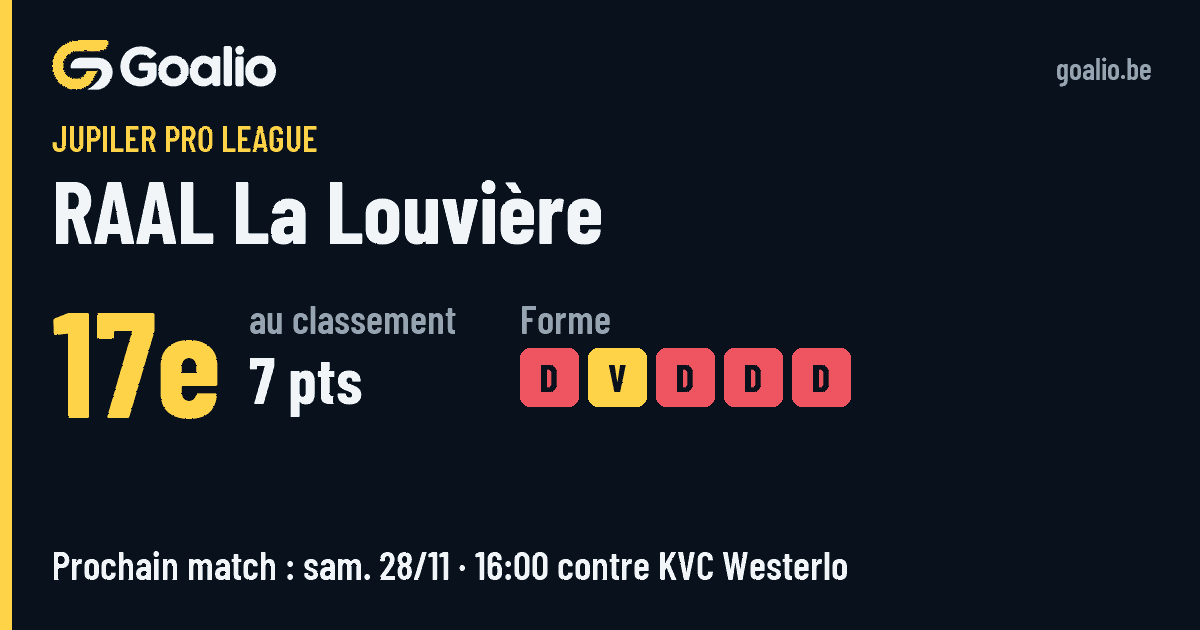 Goalio
goalio.be
JUPILER PRO LEAGUE
RAAL La Louvière
17e
au classement
7 pts
Forme
D V D D D
Prochain match : sam. 28/11 · 16:00 contre KVC Westerlo